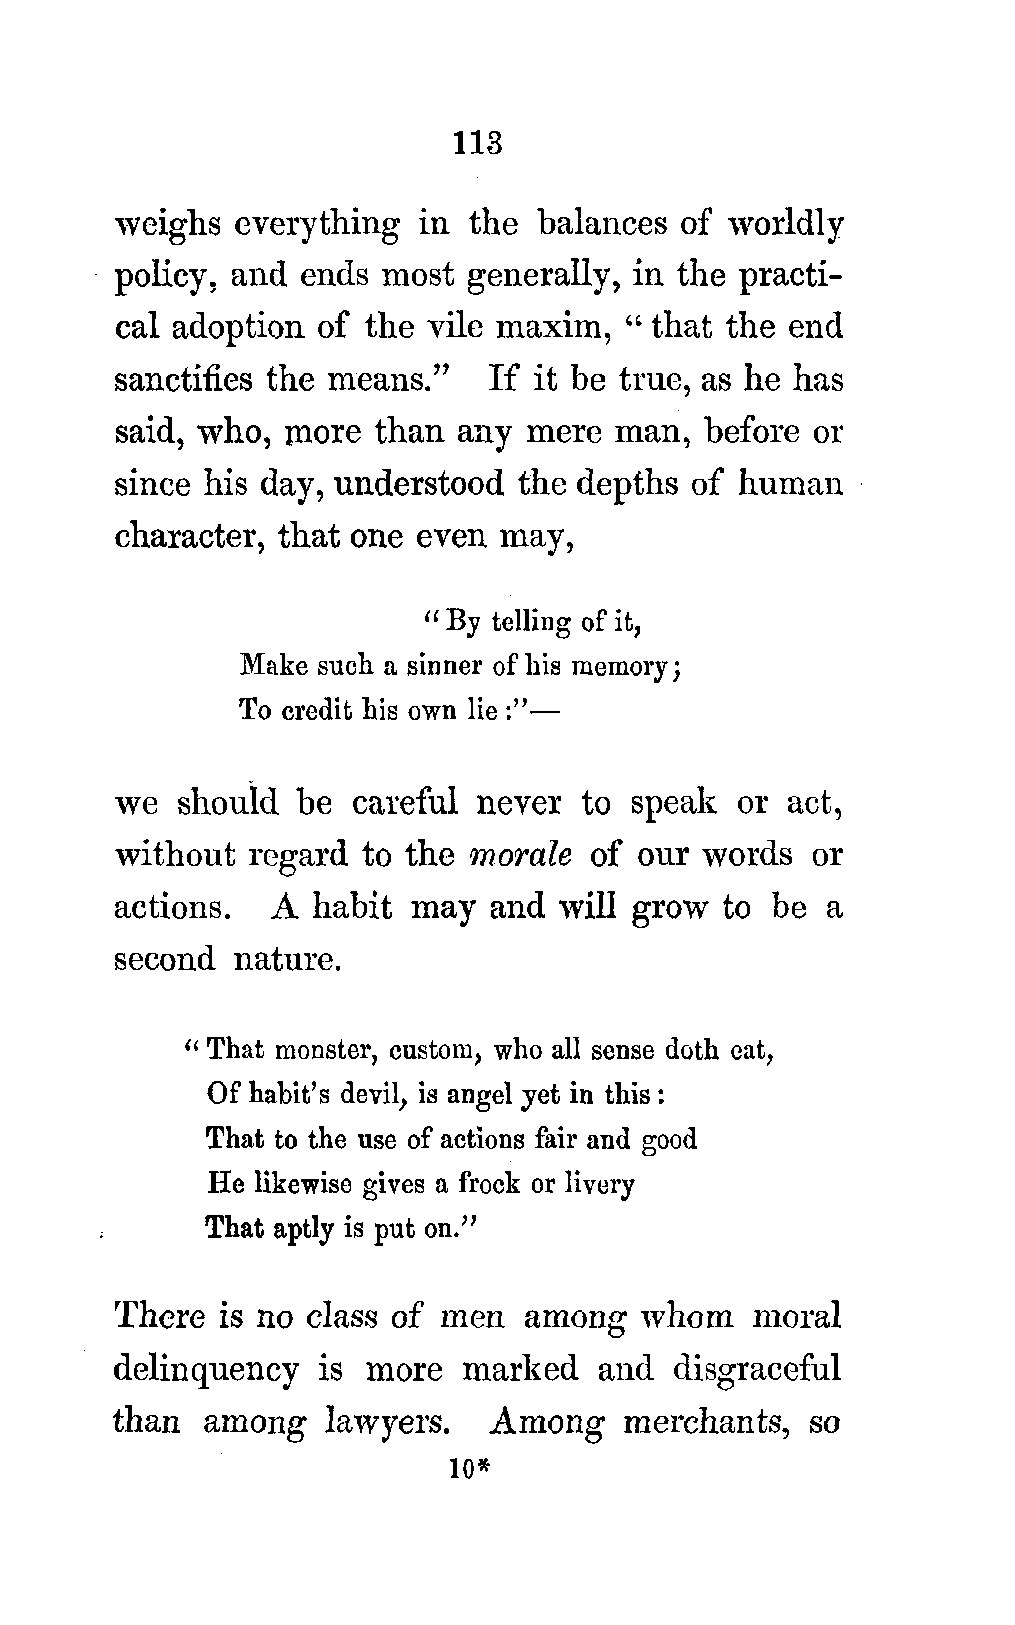 113
weighs everything in the balances of worldly
policy, and ends most generally, in the practi-
cal adoption of the vile maxim, “ that the end
sanctifies the means.” If it be true, as he has
said, who, more than any mere man, before or
since his day, understood the depths of human
character, that one even may,
“ By telling of it,
Make such a sinner of his memory;
To credit his own lie :”—
we should be careful never to speak or act,
without regard to the morale of our words or
actions. A habit may and will grow to be a
second nature.
“ That monster, custom, who all sense doth eat,
Of habit’s devil, is angel yet in this :
That to the use of actions fair and good
He likewise gives a frock or livery
That aptly is put on.”
There is no class of men among whom moral
delinquency is more marked and disgraceful
than among lawyers. Among merchants, so
10*